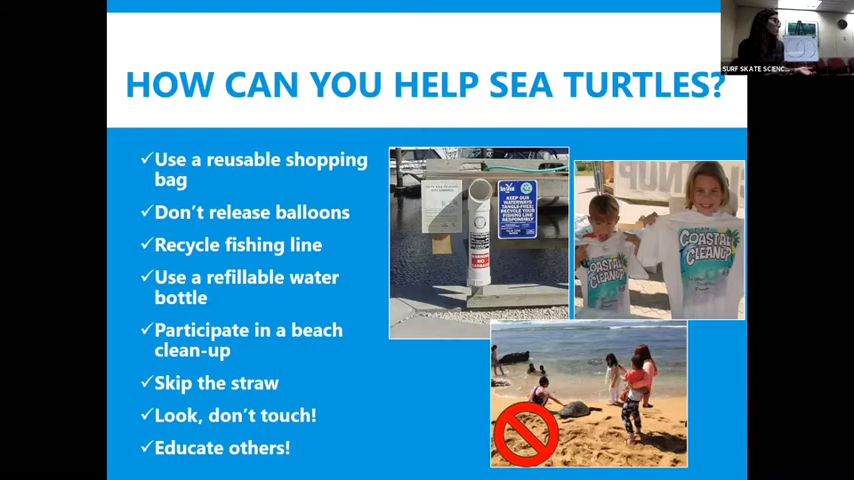 SURF SKATE SCIENC...
HOW CAN YOU HELP SEA TURTLES?
✓Use a reusable shopping
bag
✓Don't release balloons
✓Recycle fishing line
✓Use a refillable water
bottle
✓Participate in a beach
clean-up
✓Skip the straw
✓Look, don't touch!
✓Educate others!
KEEP OUR
WATERWAYS
TANGLE-FREE!
RECYCLE YOUR
FISHING LINE
RESPONSIBLY
COASTAL
CLEANUP
COASTAL
CLEANUP